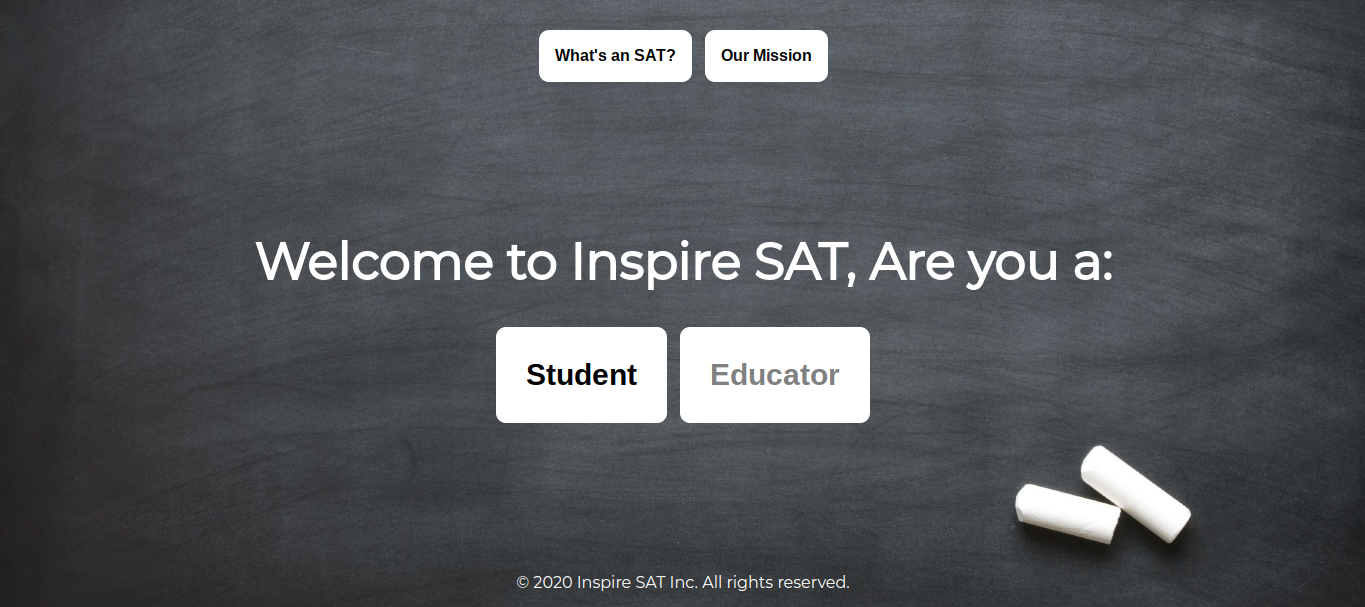 What's an SAT? Our Mission
Welcome to Inspire SAT, Are you a:
Student Educator
© 2020 Inspire SAT Inc. All rights reserved.